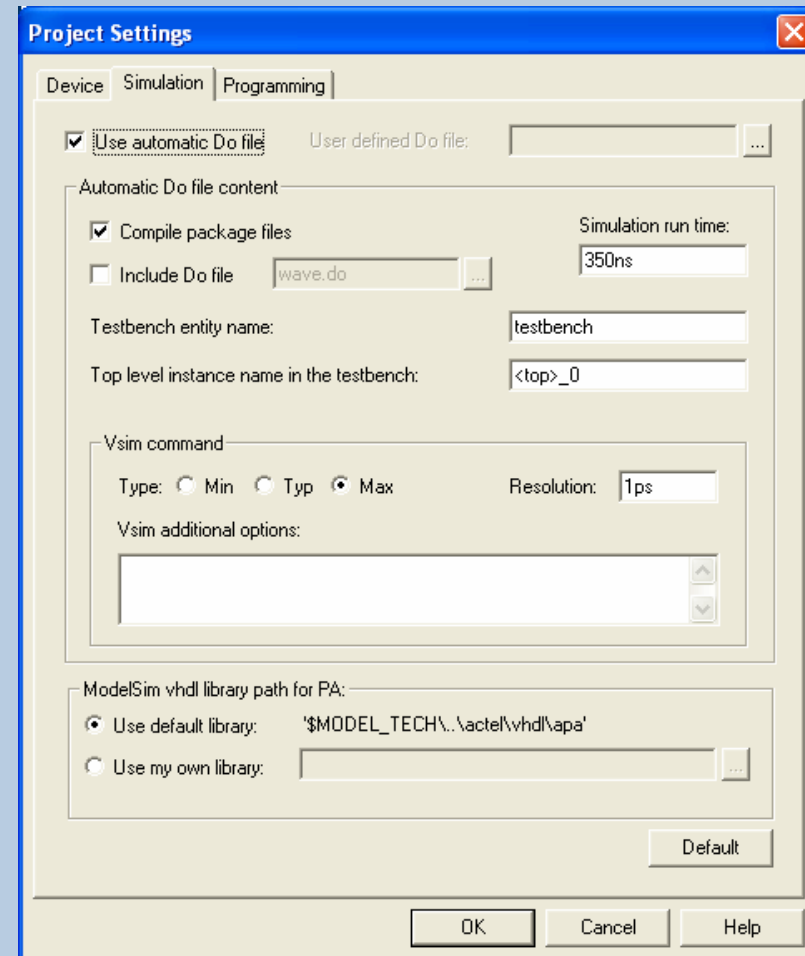 Project Settings
Device Simulation Programming
Use automatic Do file User defined Do file: ...
Automatic Do file content
Compile package files
Simulation run time:
350ns
Include Do file wave.do ...
Testbench entity name: testbench
Top level instance name in the testbench: <top>_0
Vsim command
Type: Min Typ Max Resolution: 1ps
Vsim additional options:
ModelSim vhdl library path for PA:
Use default library: '$MODEL_TECH\..\actel\vhdl\apa'
Use my own library: ...
Default
OK Cancel Help